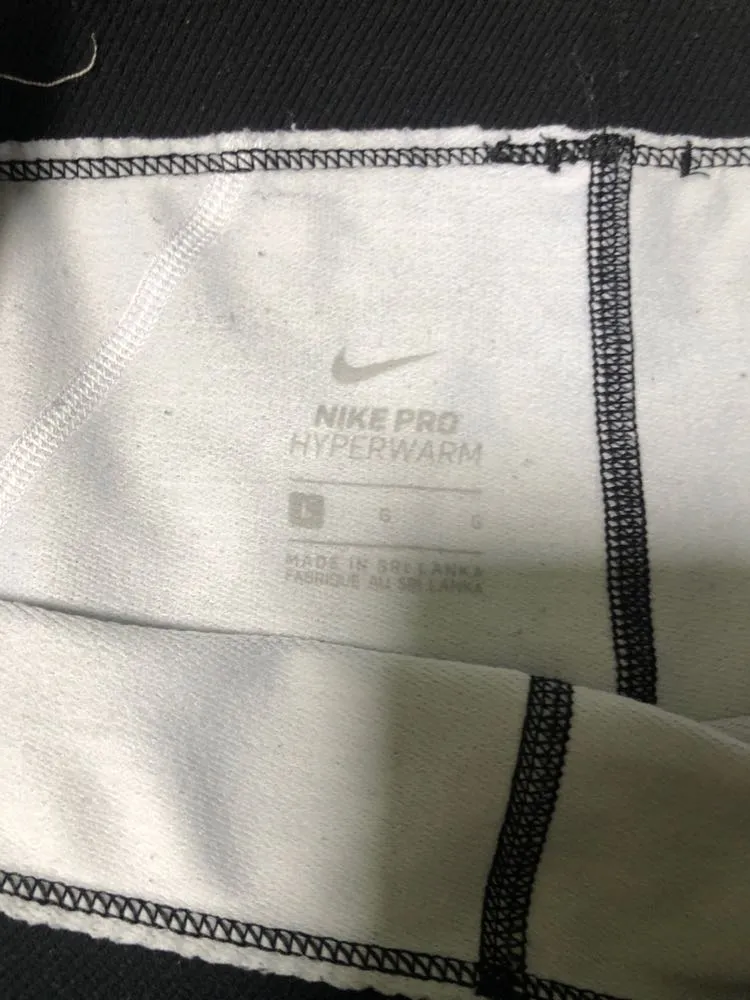 NIKE PRO
HYPERWARM
L G G
MADE IN SRI LANKA
FABRIQUE AU SRI LANKA